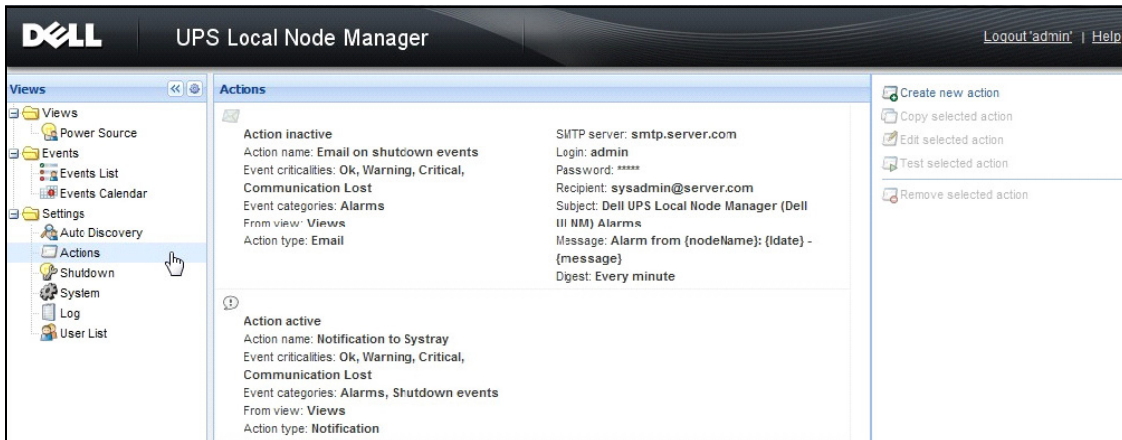 DELL
UPS Local Node Manager
Logout 'admin' | Help
Views
Views
Power Source
Events
Events List
Events Calendar
Settings
Auto Discovery
Actions
Shutdown
System
Log
User List
Actions
Action inactive
Action name: Email on shutdown events
Event criticalities: Ok, Warning, Critical,
Communication Lost
Event categories: Alarms
From view: Views
Action type: Email
SMTP server: smtp.server.com
Login: admin
Password: *****
Recipient: sysadmin@server.com
Subject: Dell UPS Local Node Manager (Dell
ULNM) Alarms
Message: Alarm from {nodeName}: {ldate} -
{message}
Digest: Every minute
Action active
Action name: Notification to Systray
Event criticalities: Ok, Warning, Critical,
Communication Lost
Event categories: Alarms, Shutdown events
From view: Views
Action type: Notification
Create new action
Copy selected action
Edit selected action
Test selected action
Remove selected action